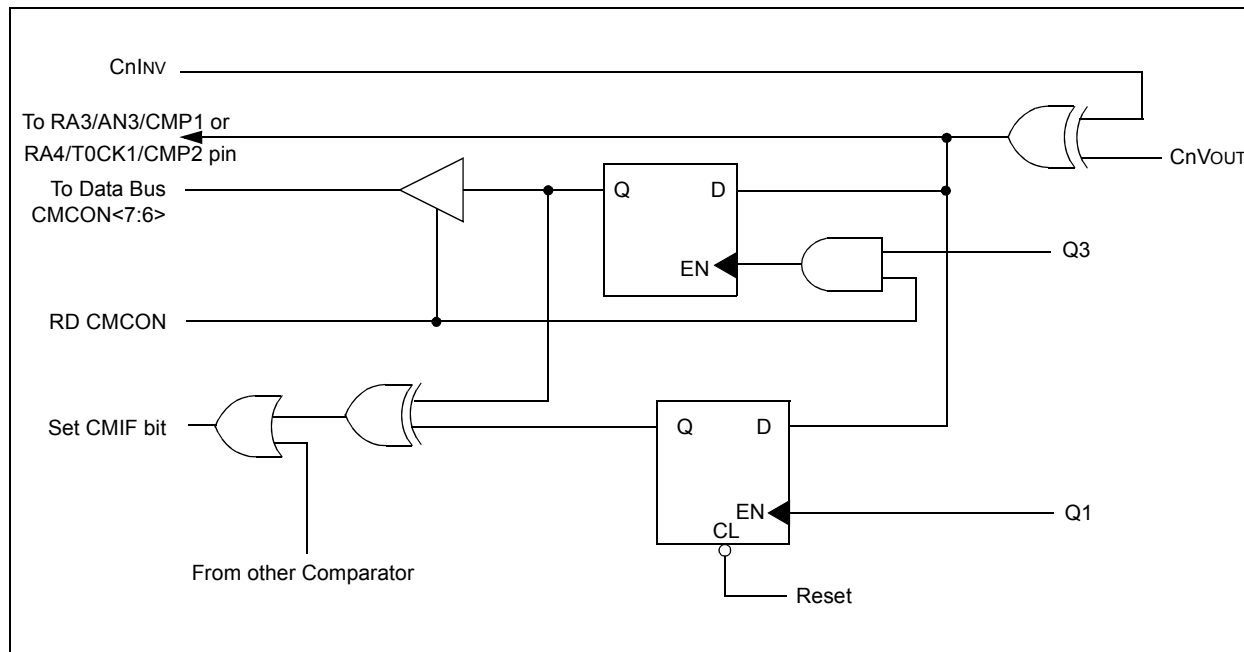 CnINV
To RA3/AN3/CMP1 or
RA4/T0CK1/CMP2 pin
CnVOUT
To Data Bus
CMCON<7:6>
Q D
EN
Q3
RD CMCON
Set CMIF bit
Q D
EN
Q1
CL
From other Comparator
Reset